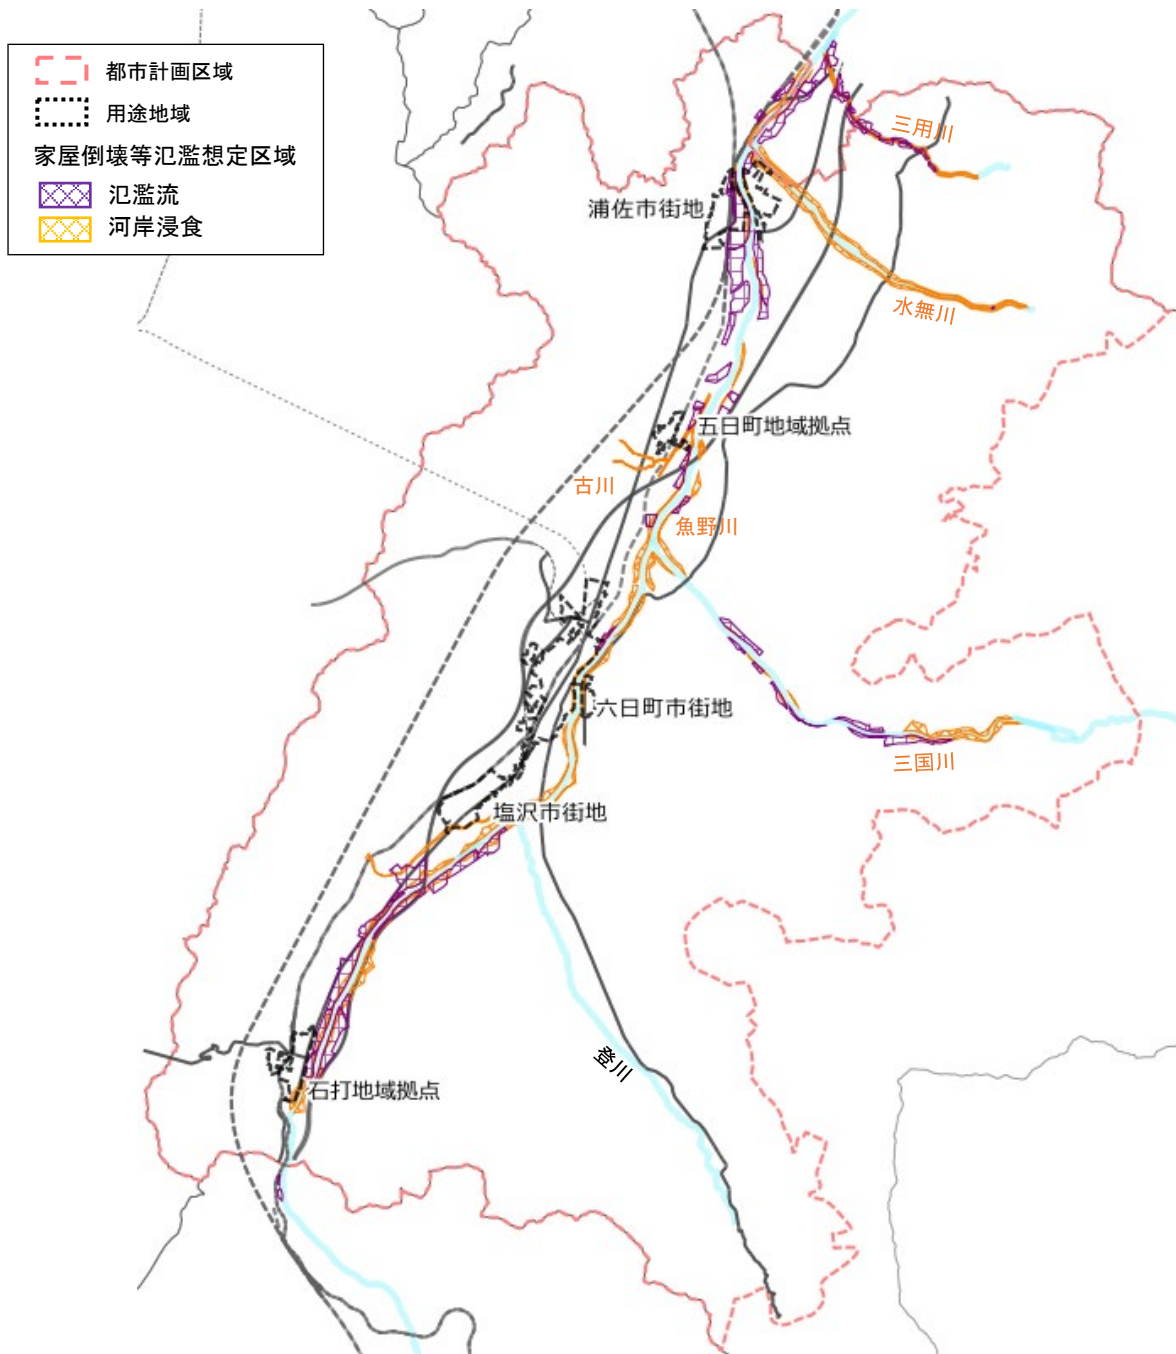 都市計画区域
用途地域
家屋倒壊等氾濫想定区域
氾濫流
河岸浸食
三用川
浦佐市街地
水無川
五日町地域拠点
古川
魚野川
六日町市街地
三国川
塩沢市街地
登川
石打地域拠点